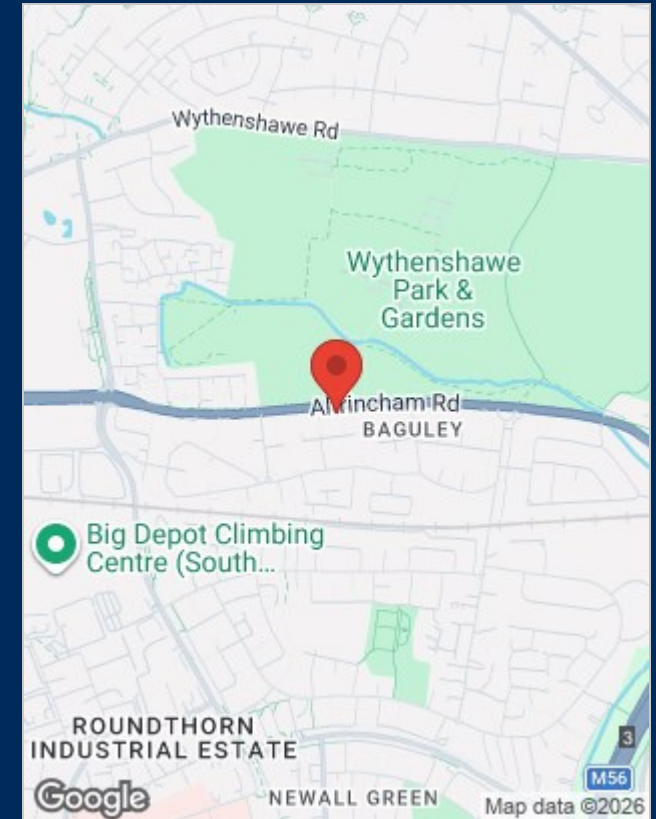 Wythenshawe Rd
Wythenshawe
Park &
Gardens
Altrincham Rd
BAGULEY
Big Depot Climbing
Centre (South...
ROUNDTHORN
INDUSTRIAL ESTATE
3
M56
NEWALL GREEN
Google
Map data ©2026